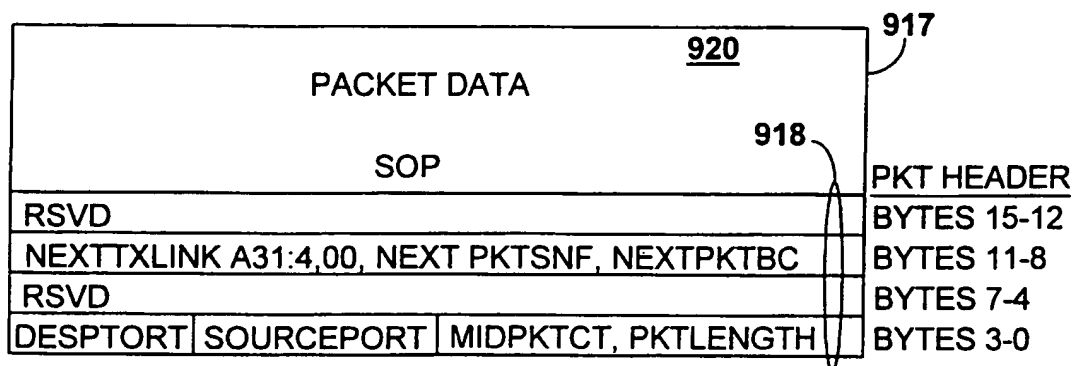 917
920
PACKET DATA
918
SOP
PKT HEADER
RSVD BYTES 15-12
NEXTTXLINK A31:4,00, NEXT PKTSNF, NEXTPKTBC BYTES 11-8
RSVD BYTES 7-4
DESPTORT SOURCEPORT MIDPKTCT, PKTLENGTH BYTES 3-0